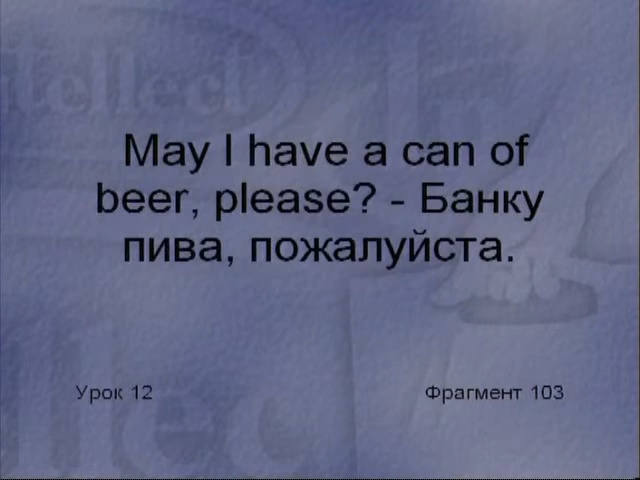 May I have a can of
beer, please? - Банку
пива, пожалуйста.
Урок 12
Фрагмент 103